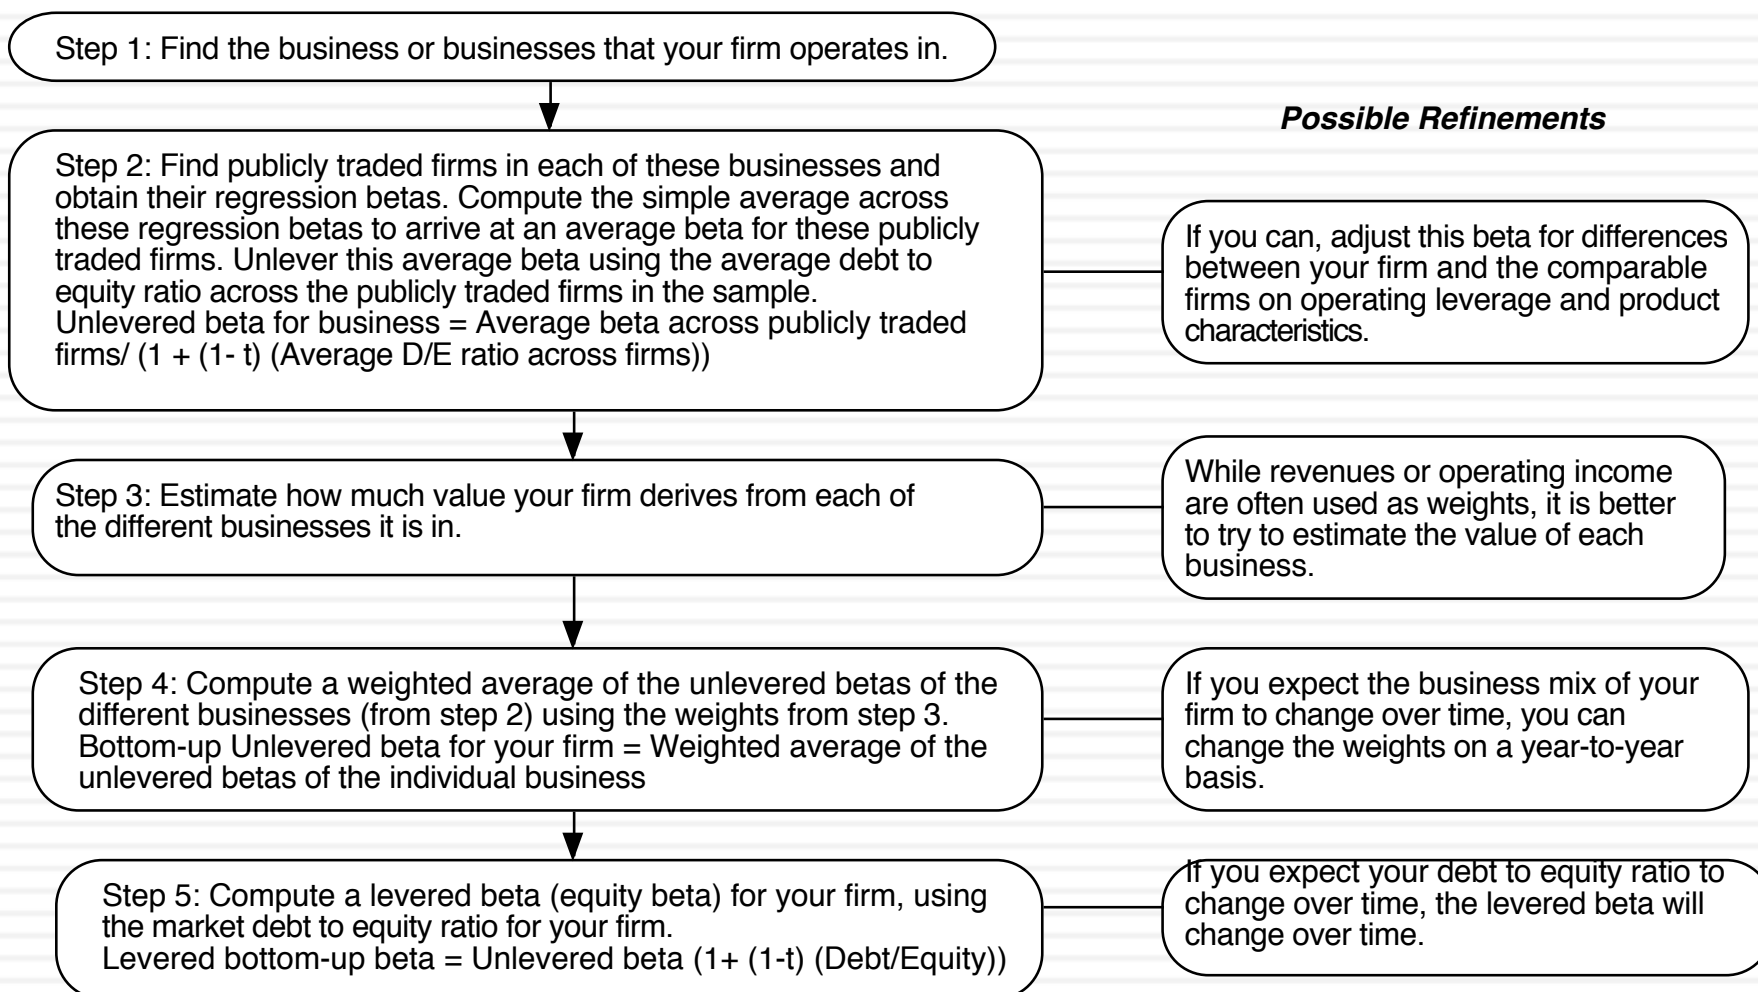 Step 1: Find the business or businesses that your firm operates in.
Possible Refinements
Step 2: Find publicly traded firms in each of these businesses and
obtain their regression betas. Compute the simple average across
these regression betas to arrive at an average beta for these publicly
traded firms. Unlever this average beta using the average debt to
equity ratio across the publicly traded firms in the sample.
Unlevered beta for business = Average beta across publicly traded
firms/ (1 + (1- t) (Average D/E ratio across firms))
If you can, adjust this beta for differences
between your firm and the comparable
firms on operating leverage and product
characteristics.
Step 3: Estimate how much value your firm derives from each of
the different businesses it is in.
While revenues or operating income
are often used as weights, it is better
to try to estimate the value of each
business.
Step 4: Compute a weighted average of the unlevered betas of the
different businesses (from step 2) using the weights from step 3.
Bottom-up Unlevered beta for your firm = Weighted average of the
unlevered betas of the individual business
If you expect the business mix of your
firm to change over time, you can
change the weights on a year-to-year
basis.
Step 5: Compute a levered beta (equity beta) for your firm, using
the market debt to equity ratio for your firm.
Levered bottom-up beta = Unlevered beta (1+ (1-t) (Debt/Equity))
If you expect your debt to equity ratio to
change over time, the levered beta will
change over time.